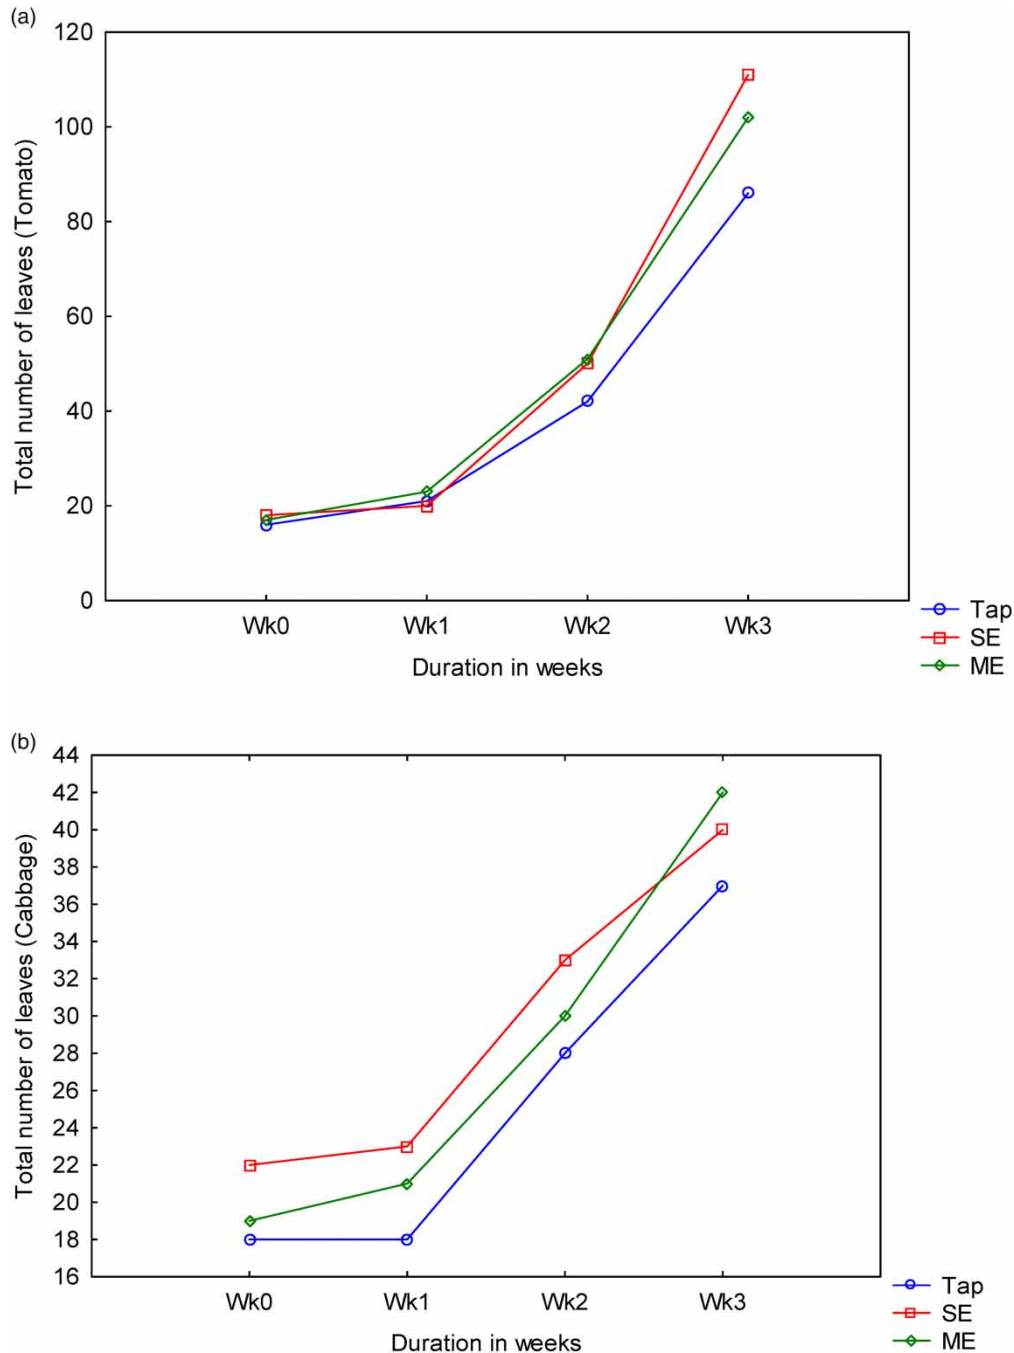 (a)
Total number of leaves (Tomato)
120
100
80
60
40
20
0
Wk0 Wk1 Wk2 Wk3
Duration in weeks
Tap
SE
ME
(b)
Total number of leaves (Cabbage)
44
42
40
38
36
34
32
30
28
26
24
22
20
18
16
Wk0 Wk1 Wk2 Wk3
Duration in weeks
Tap
SE
ME